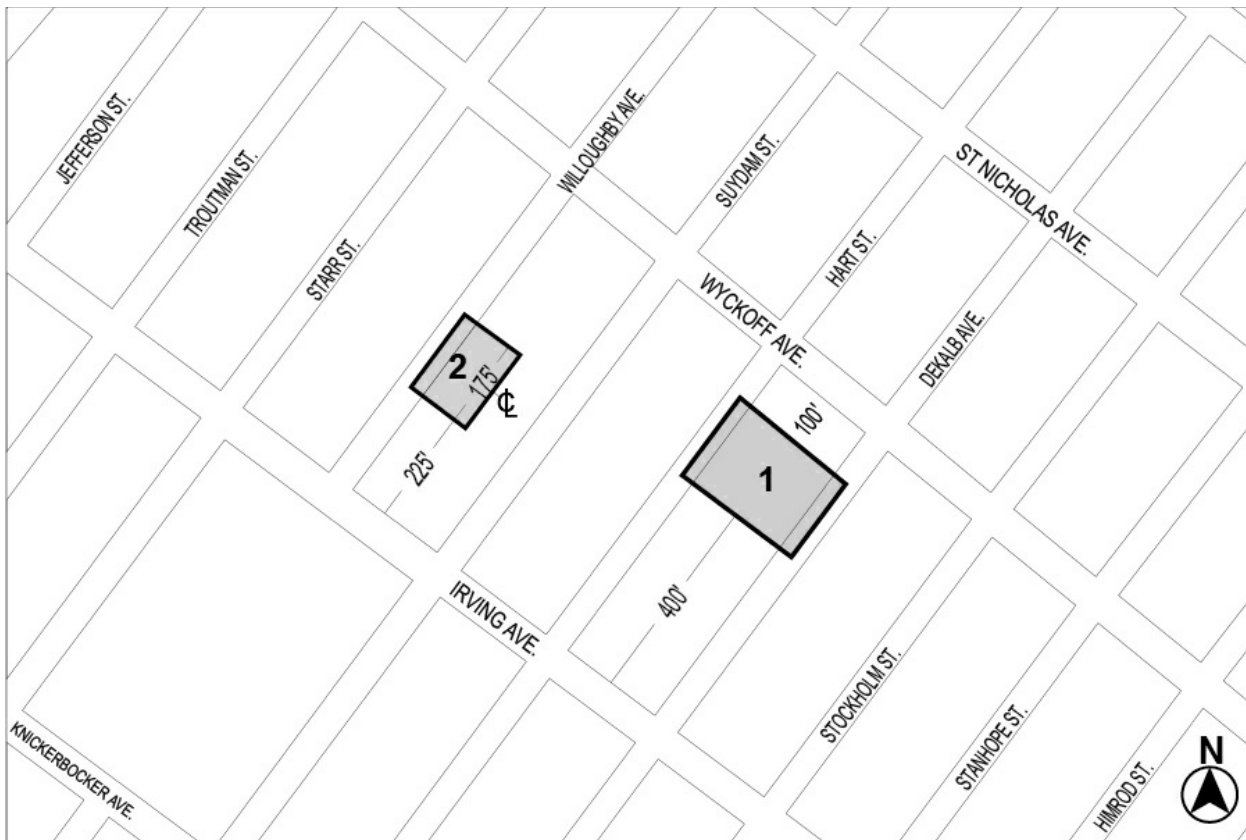 JEFFERSON ST.
TROUTMAN ST.
STARR ST.
WILLOUGHBY AVE.
SUYDAM ST.
HART ST.
ST NICHOLAS AVE.
WYCKOFF AVE.
DEKALB AVE.
2
175'
℄
225'
100'
1
400'
IRVING AVE.
STOCKHOLM ST.
STANHOPE ST.
HIMROD ST.
KNICKERBOCKER AVE.
N